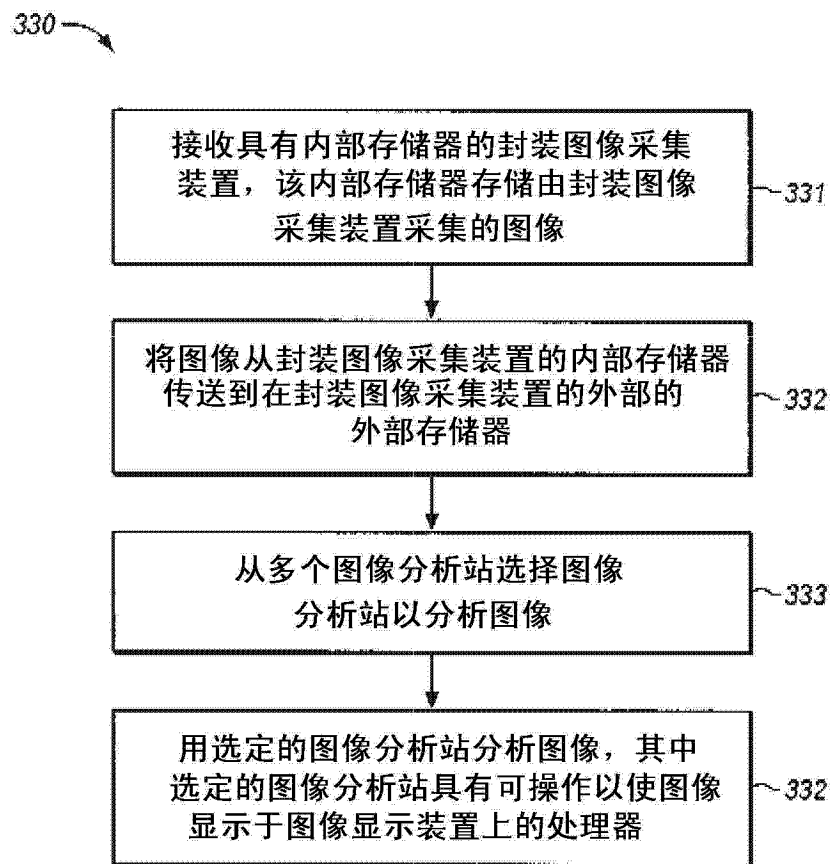 330
接收具有内部存储器的封装图像采集
装置，该内部存储器存储由封装图像
采集装置采集的图像
331
将图像从封装图像采集装置的内部存储器
传送到在封装图像采集装置的外部的
外部存储器
332
从多个图像分析站选择图像
分析站以分析图像
333
用选定的图像分析站分析图像，其中
选定的图像分析站具有可操作以使图像
显示于图像显示装置上的处理器
332